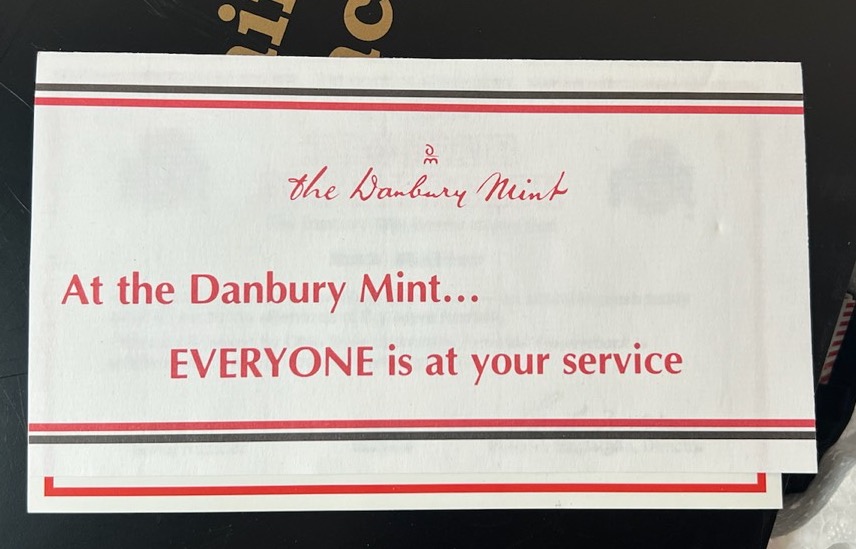 the Danbury Mint
At the Danbury Mint...
EVERYONE is at your service